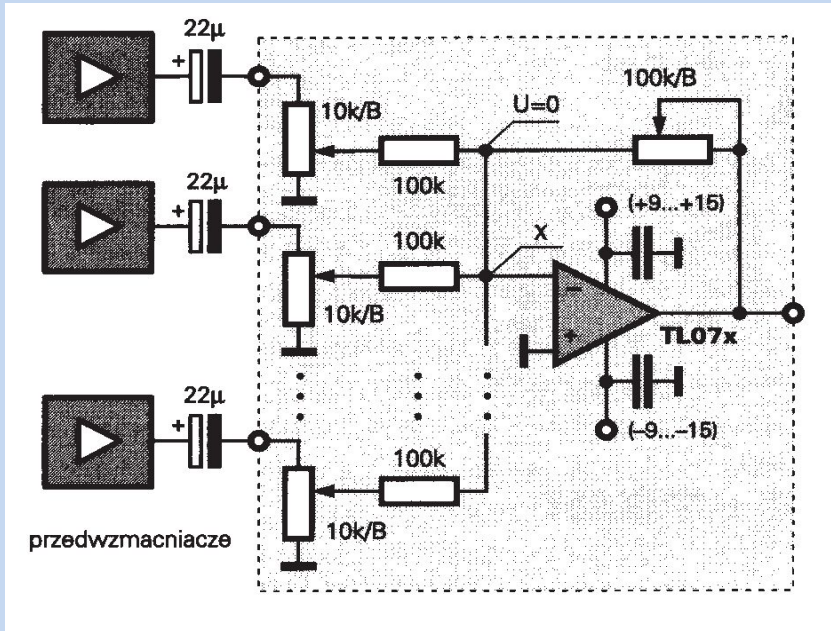 22µ
+
10k/B
100k
U=0
100k/B
22µ
+
10k/B
100k
X
(+9...+15)
−
+
TL07x
(−9...−15)
22µ
+
10k/B
100k
przedwzmacniacze